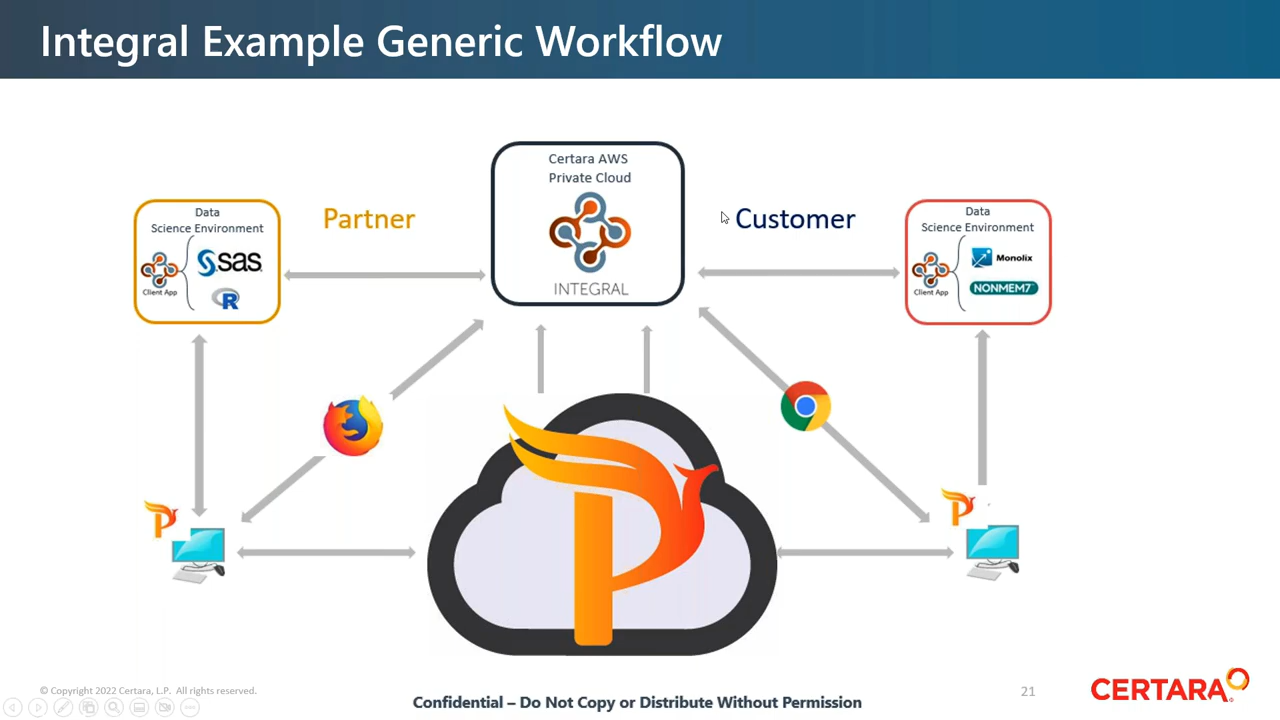 Integral Example Generic Workflow
Certara AWS
Private Cloud
INTEGRAL
Partner
Customer
Data
Science Environment
Client App
sas
R
Data
Science Environment
Client App
Monolix
NONMEM7
P
P
P
© Copyright 2022 Certara, L.P. All rights reserved.
Confidential – Do Not Copy or Distribute Without Permission
21
CERTARA